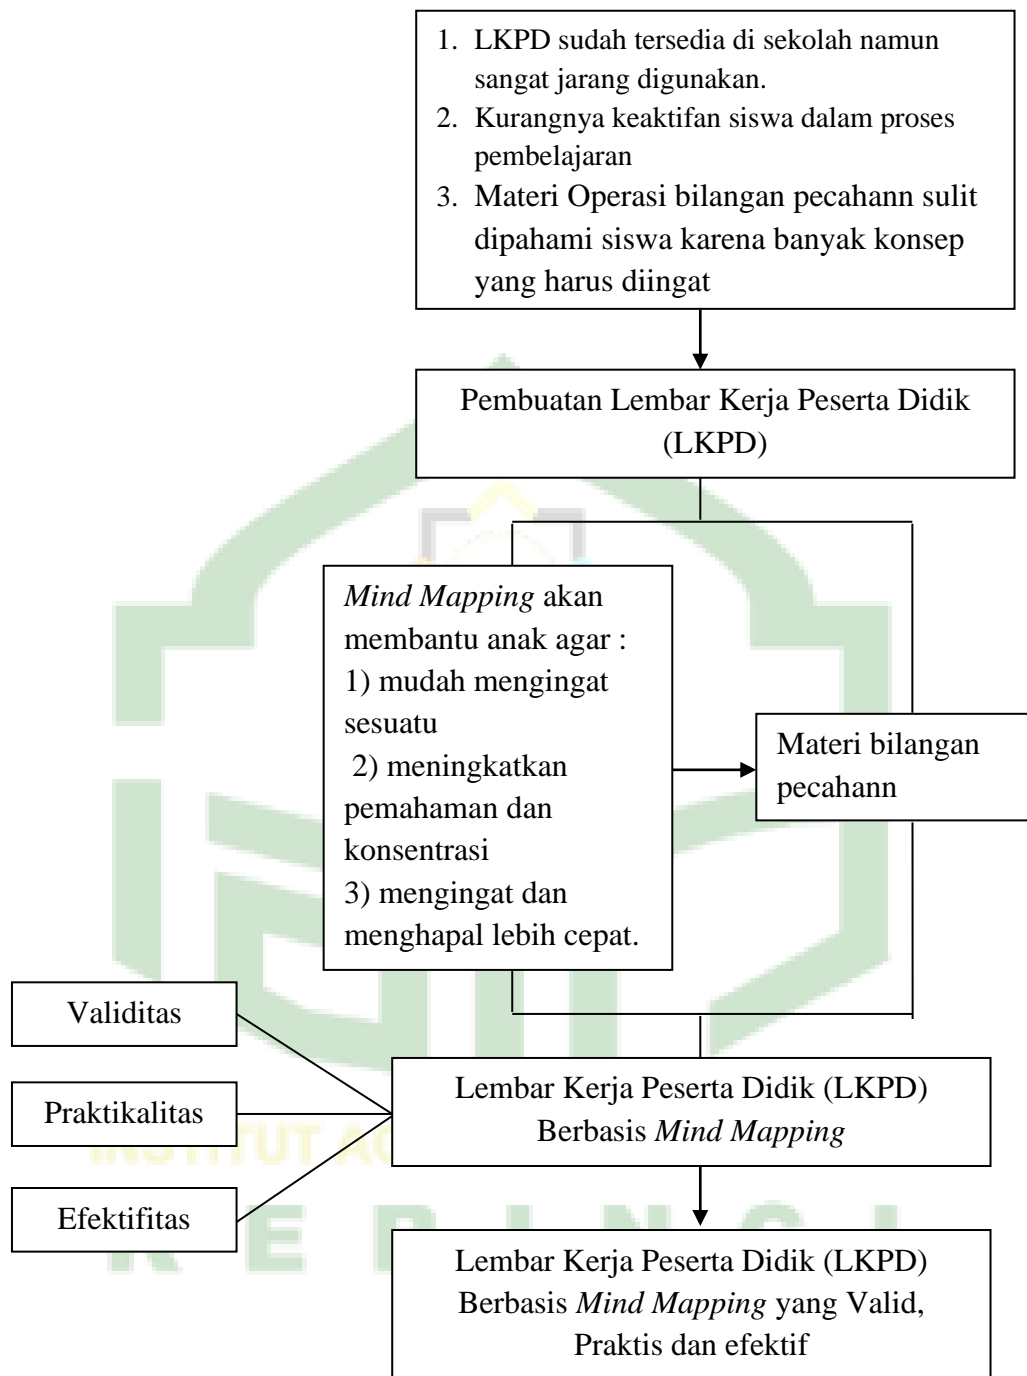 1. LKPD sudah tersedia di sekolah namun
sangat jarang digunakan.
2. Kurangnya keaktifan siswa dalam proses
pembelajaran
3. Materi Operasi bilangan pecahann sulit
dipahami siswa karena banyak konsep
yang harus diingat
Pembuatan Lembar Kerja Peserta Didik
(LKPD)
Mind Mapping akan
membantu anak agar :
1) mudah mengingat
sesuatu
2) meningkatkan
pemahaman dan
konsentrasi
3) mengingat dan
menghapal lebih cepat.
Materi bilangan
pecahann
Validitas
Praktikalitas
Efektifitas
Lembar Kerja Peserta Didik (LKPD)
Berbasis Mind Mapping
INSTITUT
KERINCI
Lembar Kerja Peserta Didik (LKPD)
Berbasis Mind Mapping yang Valid,
Praktis dan efektif